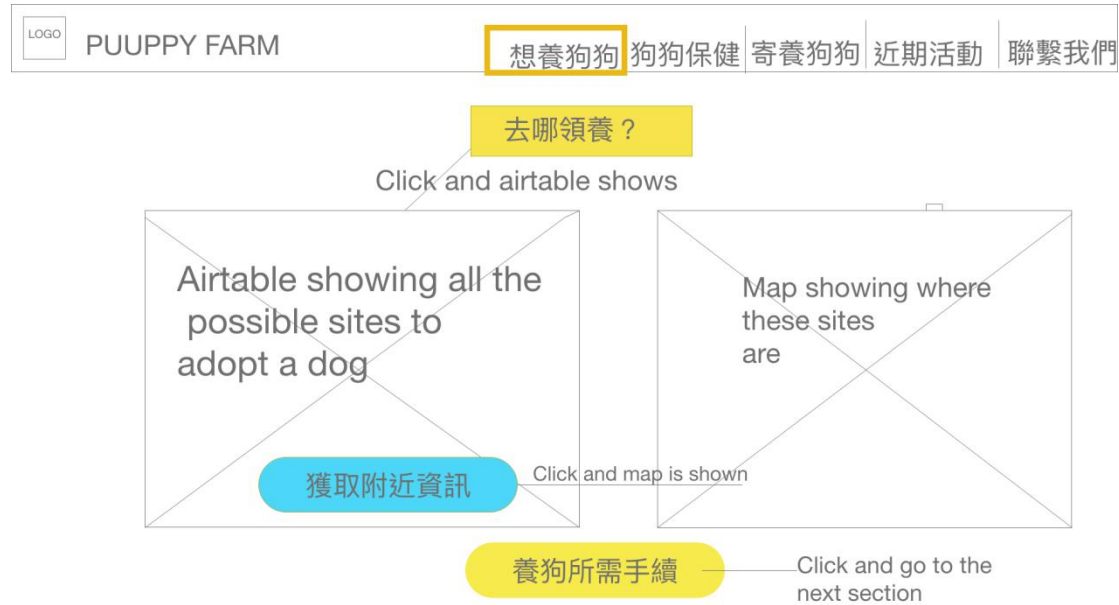 LOGO
PUUPPY FARM
想養狗狗
狗狗保健
寄養狗狗
近期活動
聯繫我們
去哪領養？
Click and airtable shows
Airtable showing all the
possible sites to
adopt a dog
Map showing where
these sites
are
獲取附近資訊
Click and map is shown
養狗所需手續
Click and go to the
next section